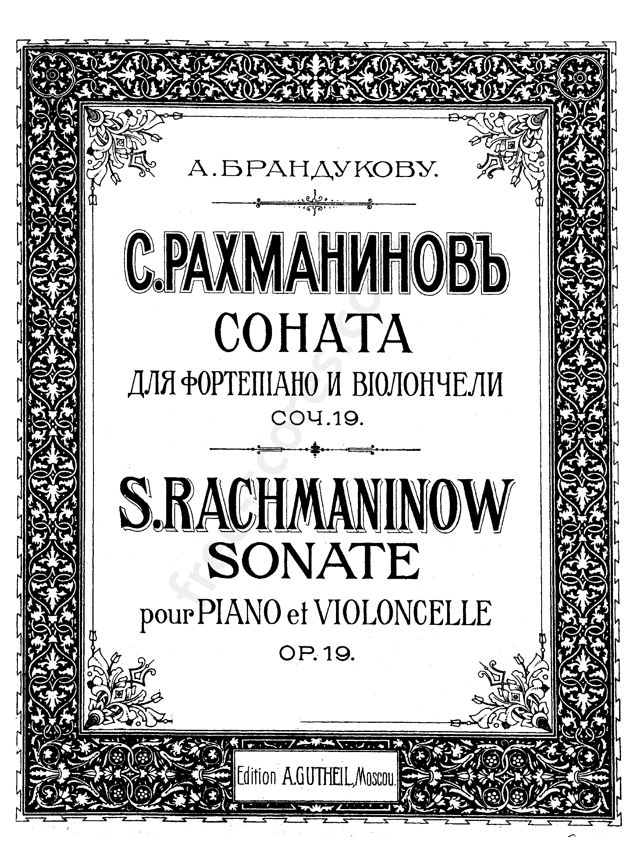 А. БРАНДУКОВУ.
С. РАХМАНИНОВЪ
СОНАТА
ДЛЯ ФОРТЕПІАНО И ВІОЛОНЧЕЛИ
СОЧ. 19.
S. RACHMANINOW
SONATE
pour PIANO et VIOLONCELLE
OP. 19.
Edition A. GUTHEIL, Moscou.